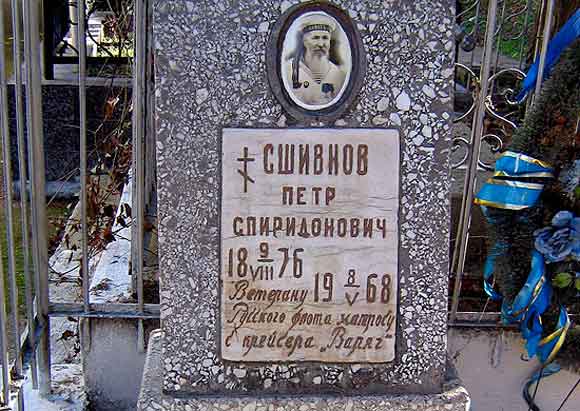 СШИВНОВ
ПЕТР
СПИРИДОНОВИЧ
18 9/VIII 76
19 8/V 68
Ветерану
Русского флота матросу
с крейсера „Варяг"